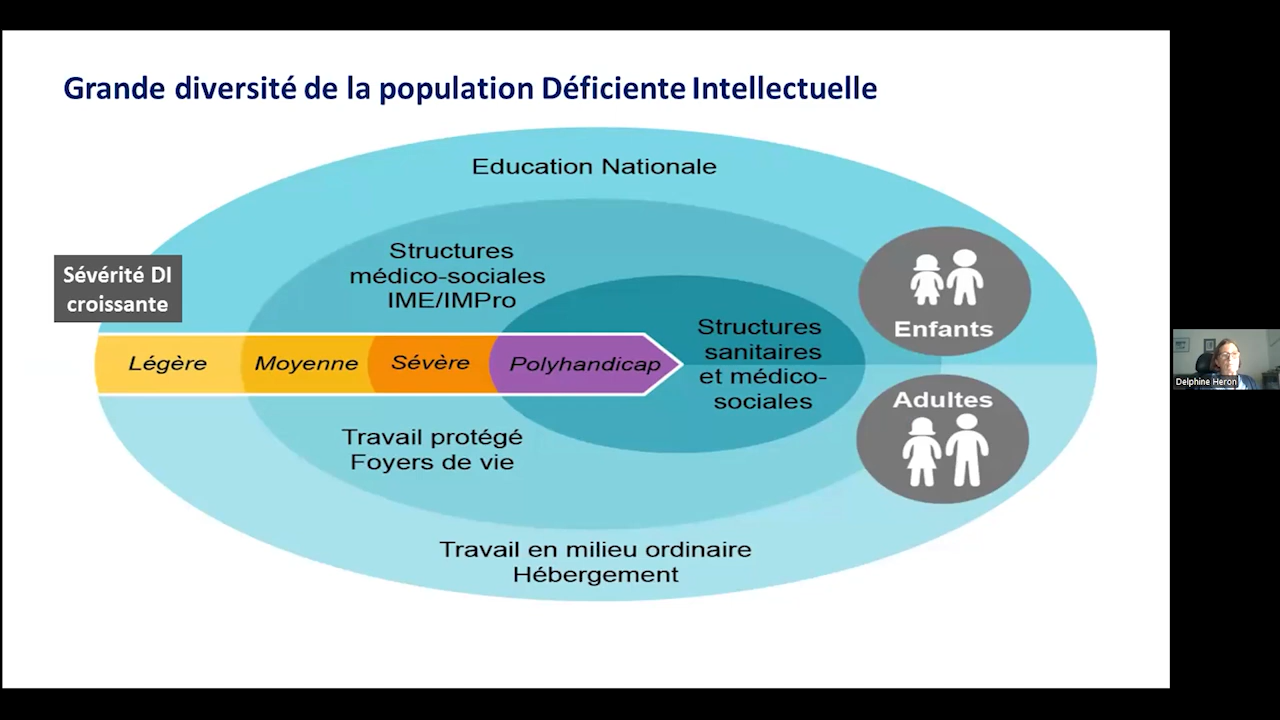 Grande diversité de la population Déficiente Intellectuelle
Education Nationale
Structures
médico-sociales
IME/IMPro
Sévérité DI
croissante
Enfants
Légère
Moyenne
Sévère
Polyhandicap
Structures
sanitaires
et médico-
sociales
Adultes
Travail protégé
Foyers de vie
Travail en milieu ordinaire
Hébergement
Delphine Heron